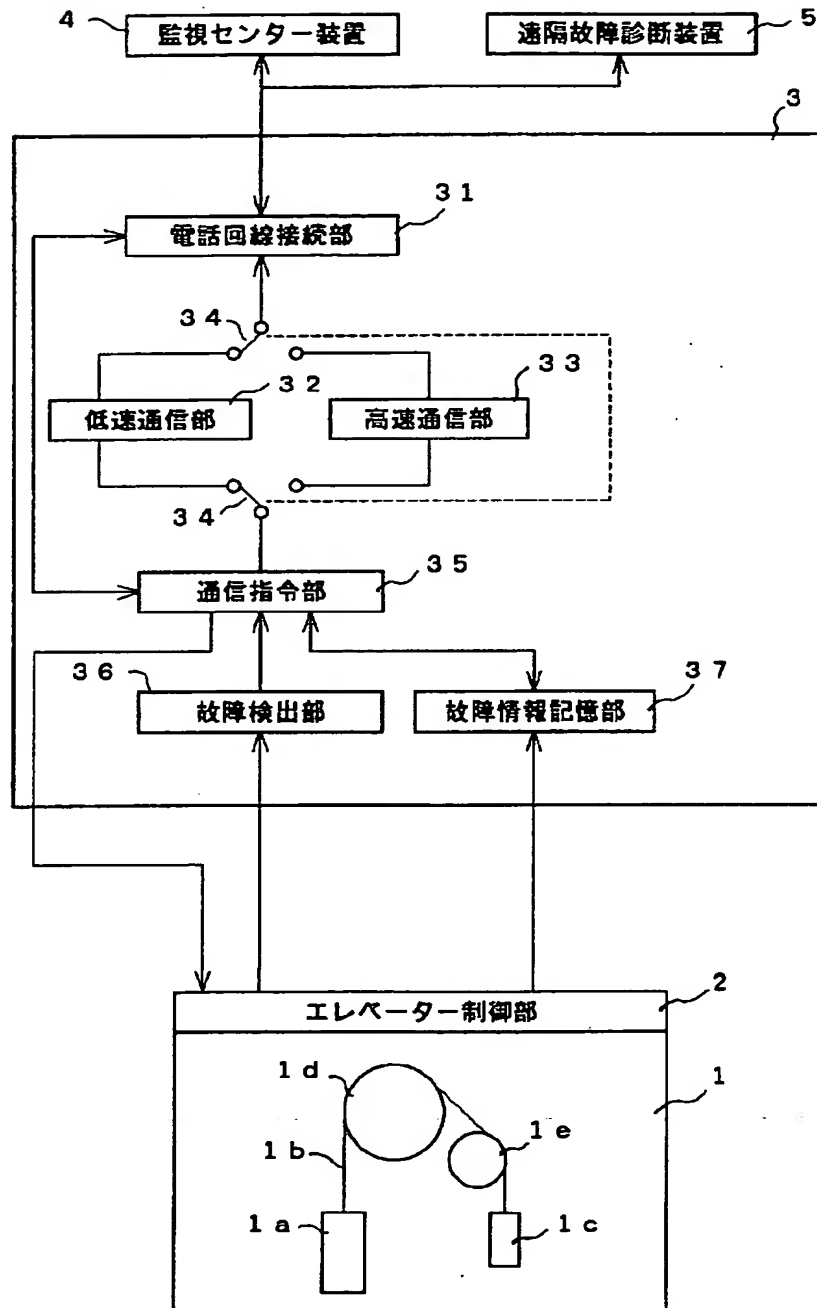 4 監視センター装置
遠隔故障診断装置 5
3
31
電話回線接続部
34
32
33
低速通信部
高速通信部
34
35
通信指令部
36
37
故障検出部
故障情報記憶部
2
エレベーター制御部
1d
1
1e
1b
1a
1c